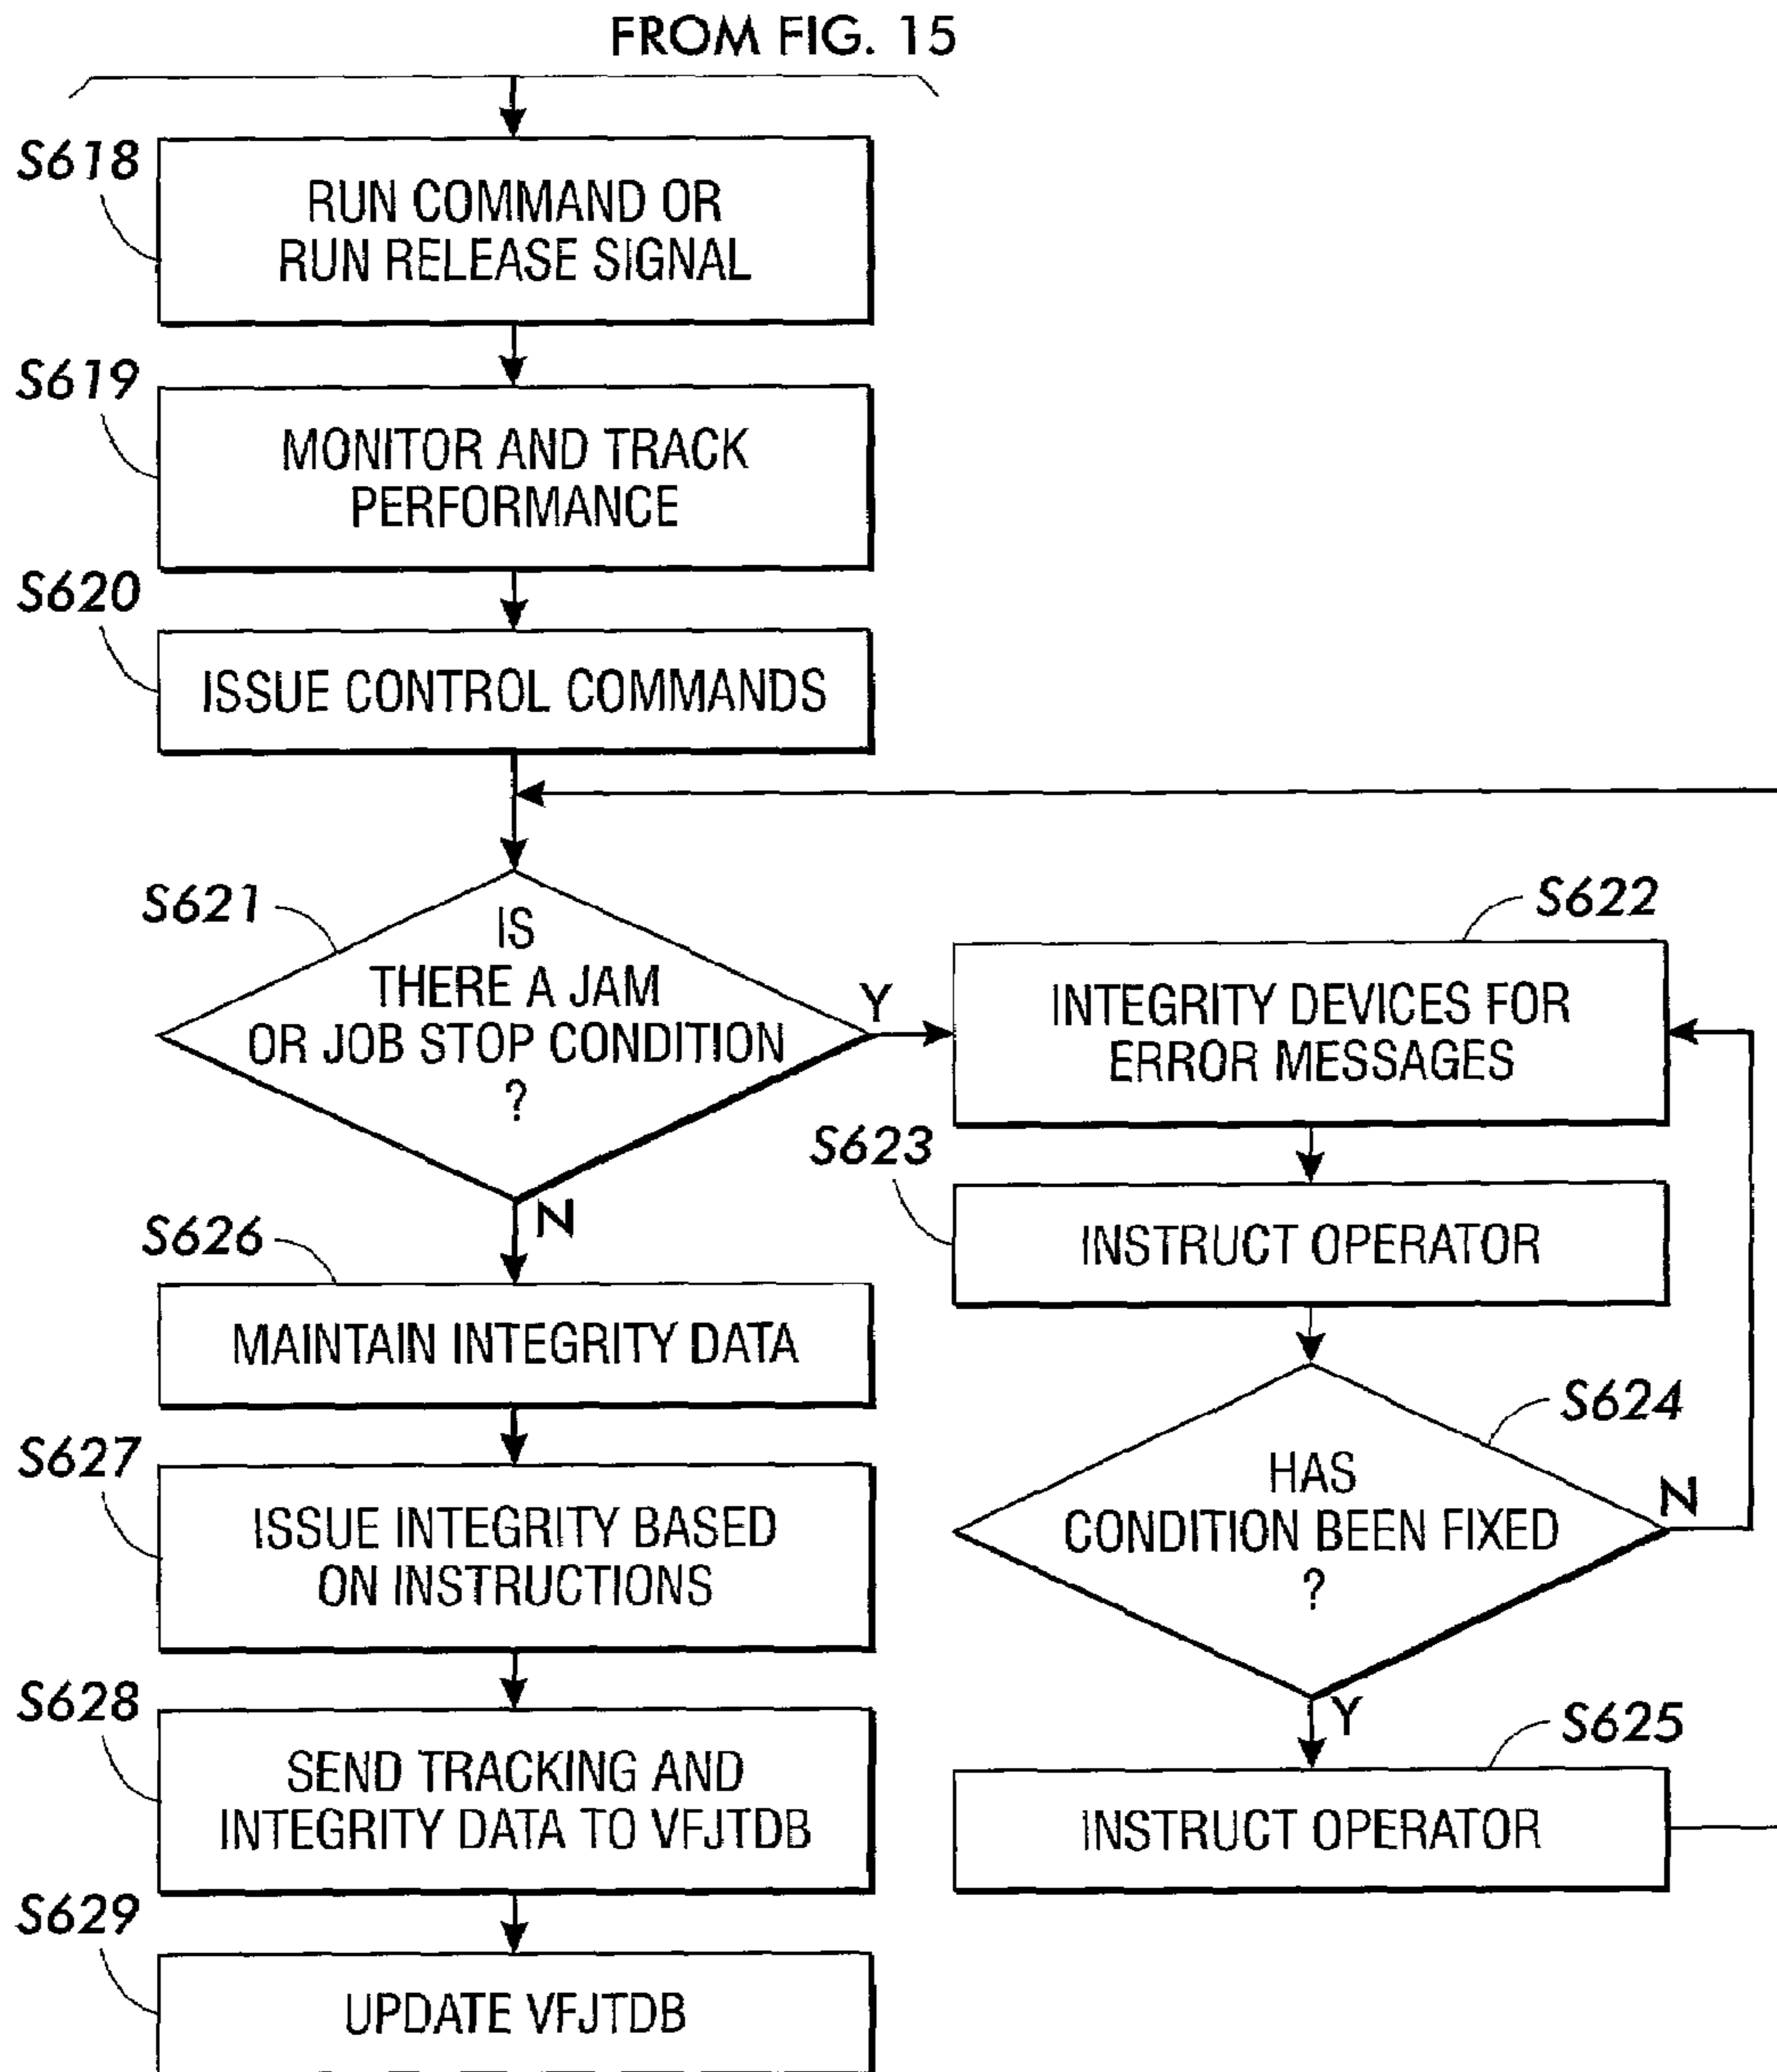 FROM FIG. 15
S618
RUN COMMAND OR
RUN RELEASE SIGNAL
S619
MONITOR AND TRACK
PERFORMANCE
S620
ISSUE CONTROL COMMANDS
S621
IS
THERE A JAM
OR JOB STOP CONDITION
?
Y
N
S622
INTEGRITY DEVICES FOR
ERROR MESSAGES
S623
INSTRUCT OPERATOR
S624
HAS
CONDITION BEEN FIXED
?
N
Y
S625
INSTRUCT OPERATOR
S626
MAINTAIN INTEGRITY DATA
S627
ISSUE INTEGRITY BASED
ON INSTRUCTIONS
S628
SEND TRACKING AND
INTEGRITY DATA TO VFJTDB
S629
UPDATE VFJTDB